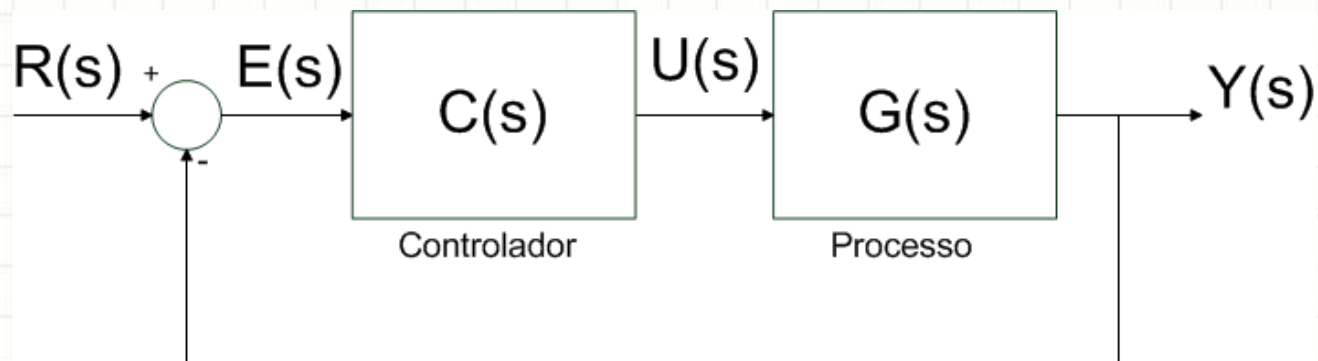 R(s)
+
E(s)
C(s)
U(s)
G(s)
Y(s)
-
Controlador
Processo